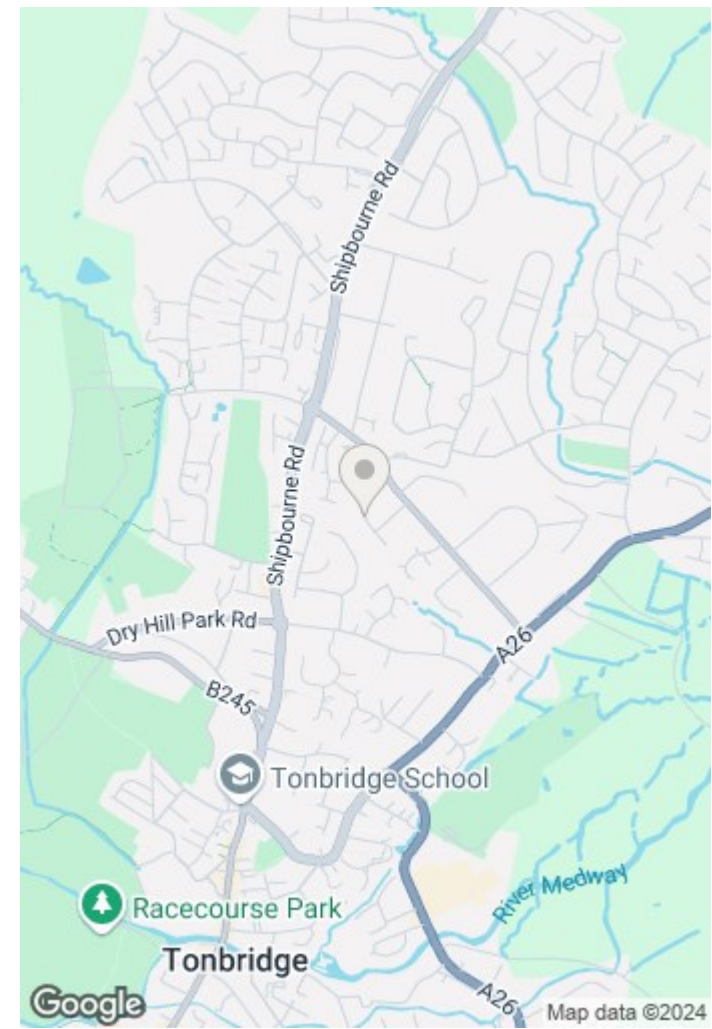 Shipbourne Rd
Shipbourne Rd
Dry Hill Park Rd
A26
B245
Tonbridge School
River Medway
Racecourse Park
Tonbridge
A26
Google
Map data ©2024